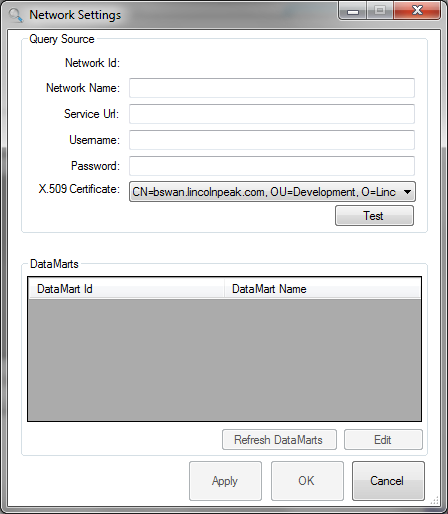 Network Settings
Query Source
Network Id:
Network Name:
Service Url:
Username:
Password:
X.509 Certificate: CN=bswan.lincolnpeak.com, OU=Development, O=Linc
Test
DataMarts
DataMart Id DataMart Name
Refresh DataMarts Edit
Apply OK Cancel